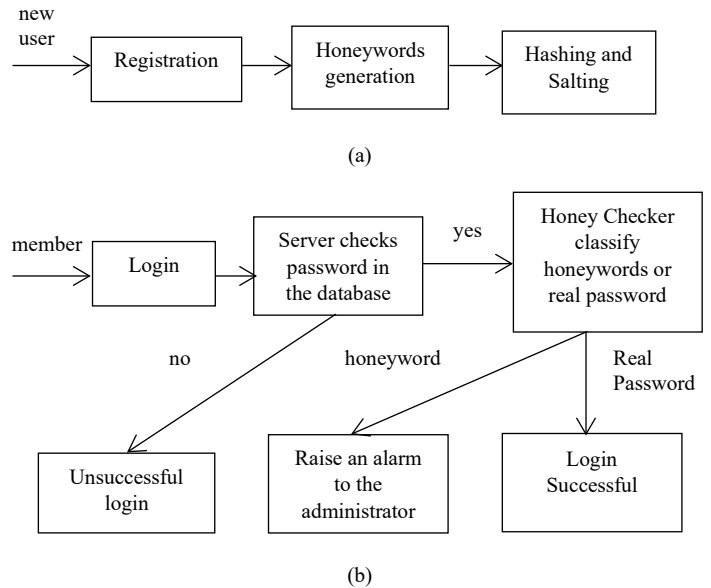 new
user
Registration
Honeywords
generation
Hashing and
Salting
(a)
member
Login
Server checks
password in
the database
yes
Honey Checker
classify
honeywords or
real password
no
honeyword
Real
Password
Unsuccessful
login
Raise an alarm
to the
administrator
Login
Successful
(b)